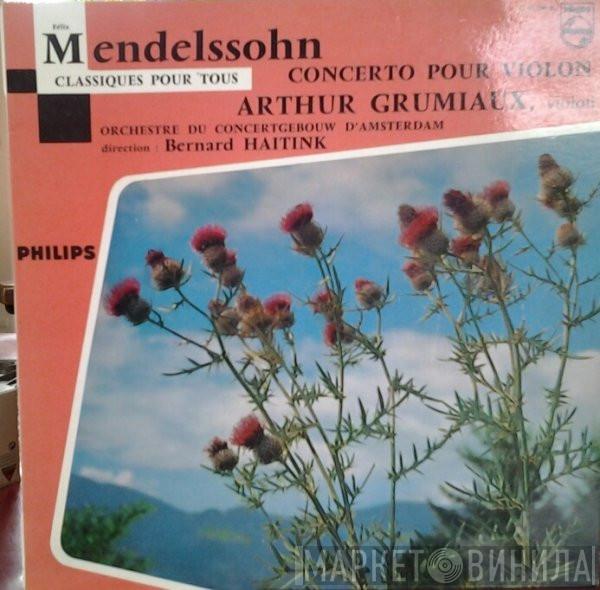 Félix
Mendelssohn
CLASSIQUES POUR TOUS
CONCERTO POUR VIOLON
ARTHUR GRUMIAUX, violon
ORCHESTRE DU CONCERTGEBOUW D'AMSTERDAM
direction : Bernard HAITINK
PHILIPS
PHILIPS
МАРКЕТ ВИНИЛА